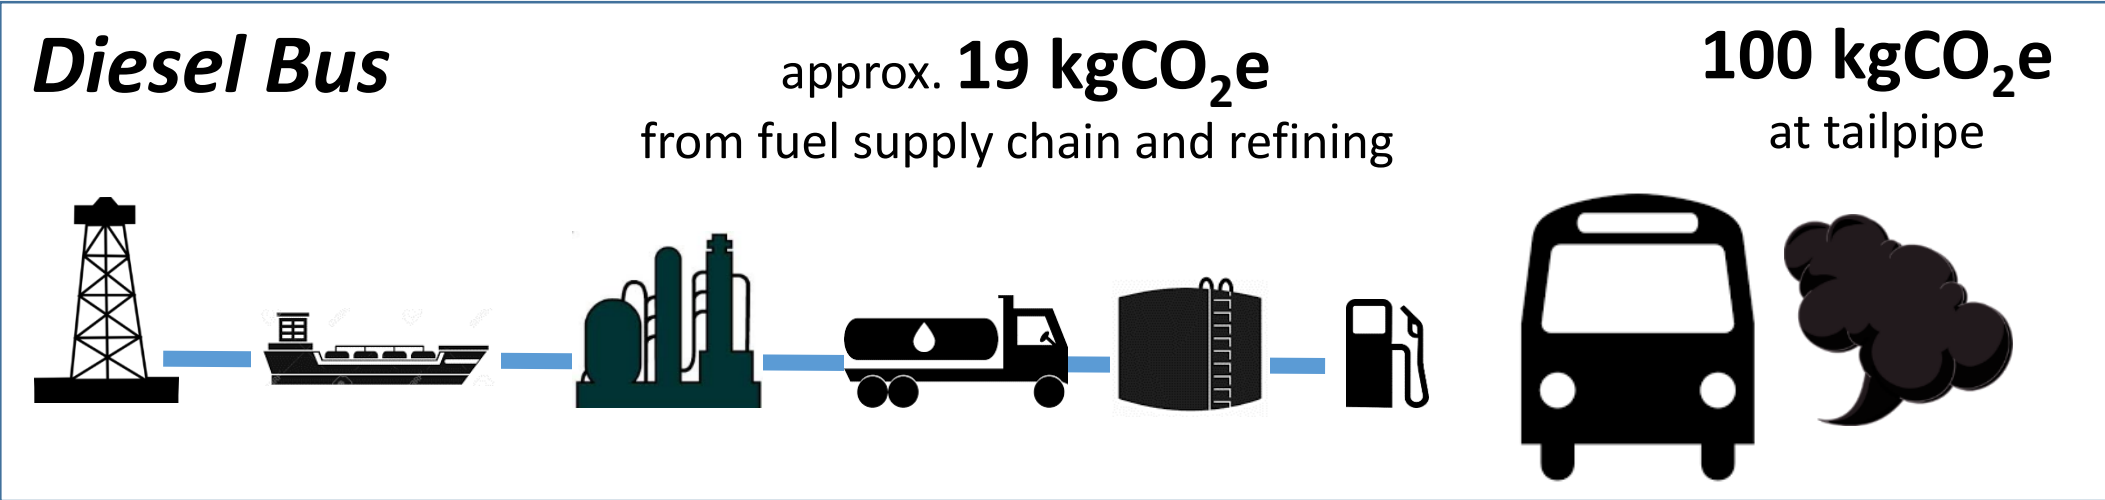 Diesel Bus
approx. 19 kgCO₂e
from fuel supply chain and refining
100 kgCO₂e
at tailpipe